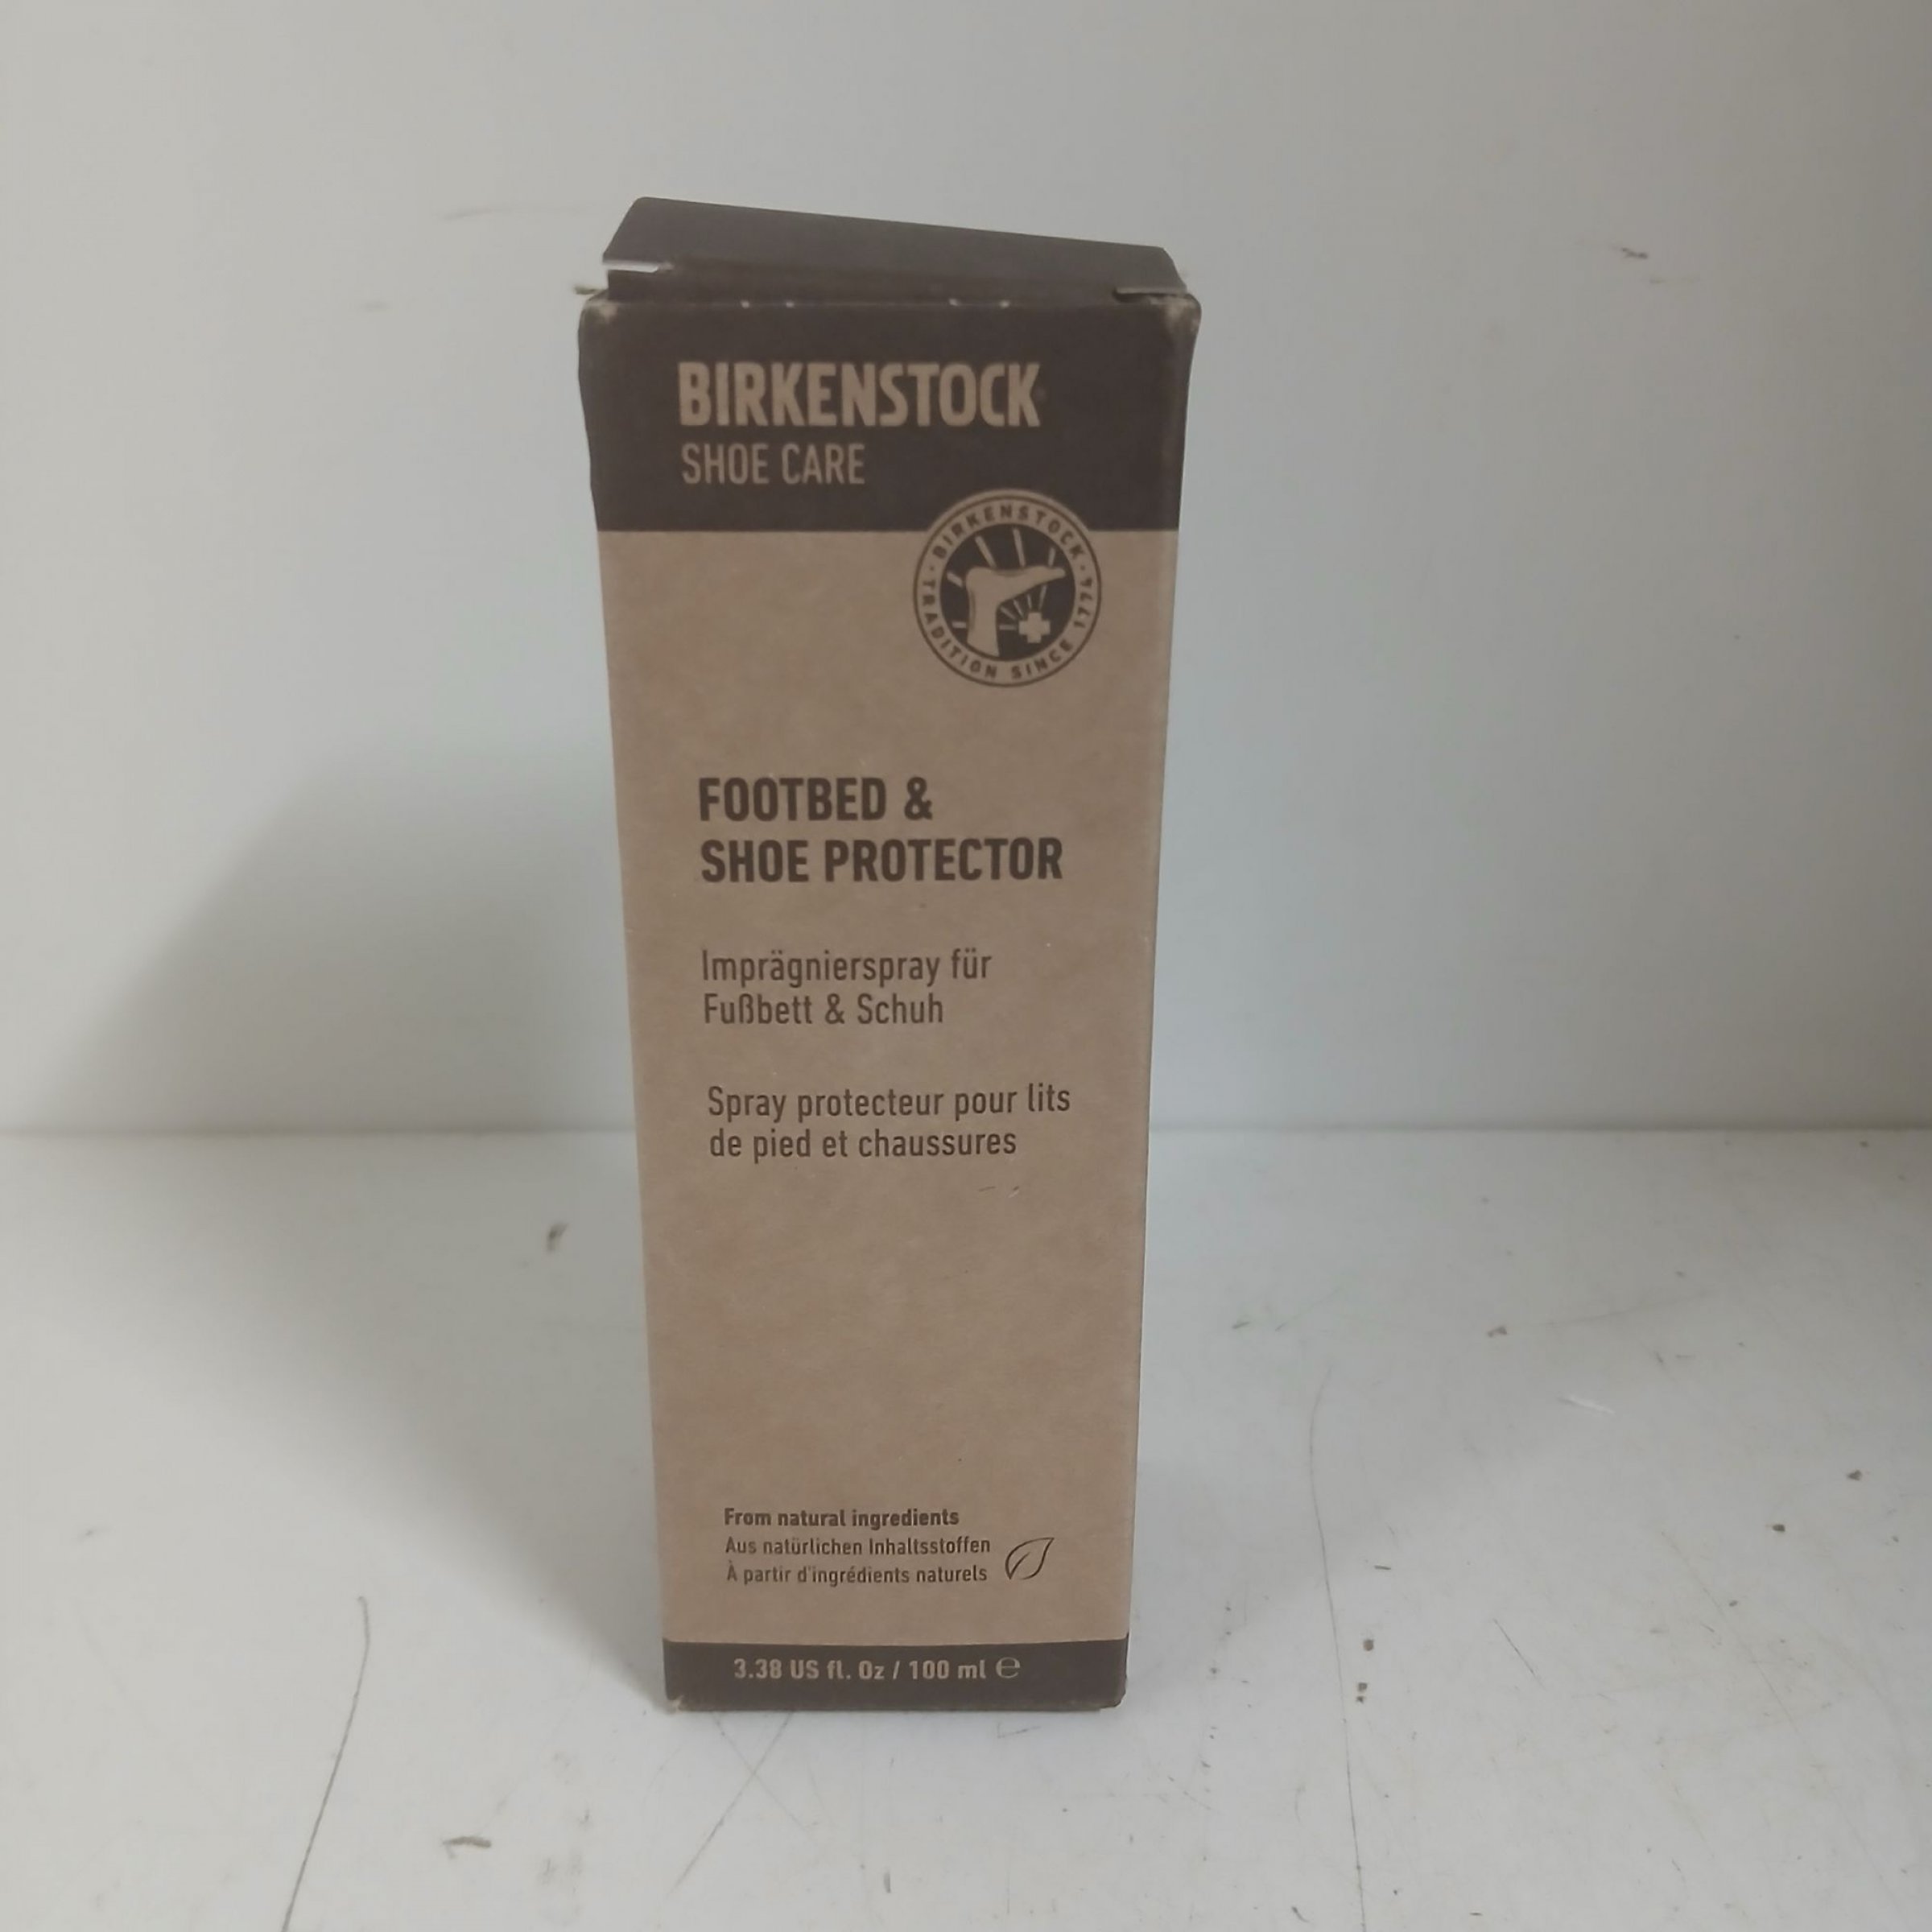 BIRKENSTOCK
SHOE CARE
BIRKENSTOCK
TRADITION SINCE 1774
FOOTBED &
SHOE PROTECTOR
Imprägnierspray für
Fußbett & Schuh
Spray protecteur pour lits
de pied et chaussures
From natural ingredients
Aus natürlichen Inhaltsstoffen
À partir d'ingrédients naturels
3.38 US fl. Oz / 100 ml ℮